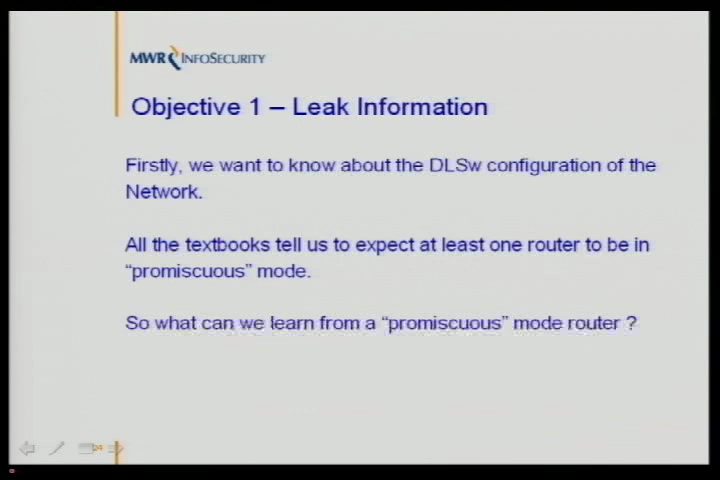 MWR INFOSECURITY
Objective 1 – Leak Information
Firstly, we want to know about the DLSw configuration of the
Network.
All the textbooks tell us to expect at least one router to be in
“promiscuous” mode.
So what can we learn from a “promiscuous” mode router ?
24